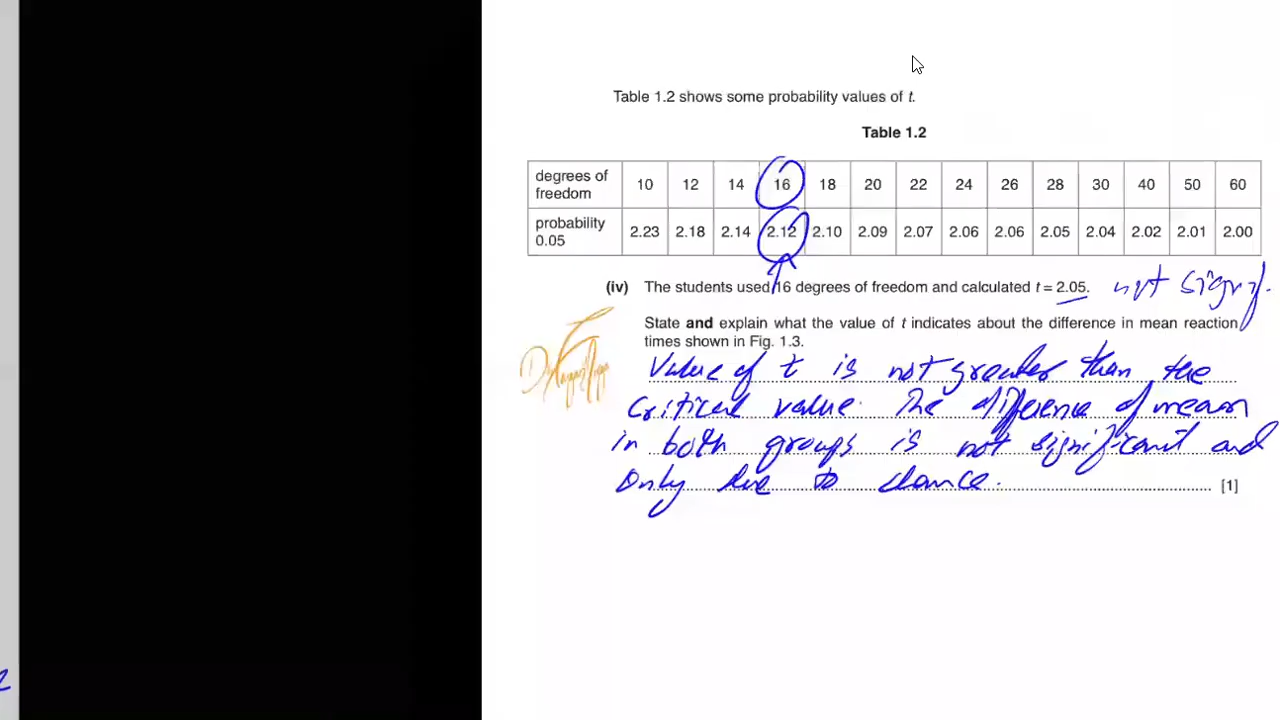 Table 1.2 shows some probability values of t.
Table 1.2
degrees of freedom 10 12 14 16 18 20 22 24 26 28 30 40 50 60
probability 0.05 2.23 2.18 2.14 2.12 2.10 2.09 2.07 2.06 2.06 2.05 2.04 2.02 2.01 2.00
(iv) The students used 16 degrees of freedom and calculated t = 2.05. not signf.
State and explain what the value of t indicates about the difference in mean reaction
times shown in Fig. 1.3.
Value of t is not greater than the
critical value. The difference of mean
in both groups is not significant and
only due to chance. [1]
2